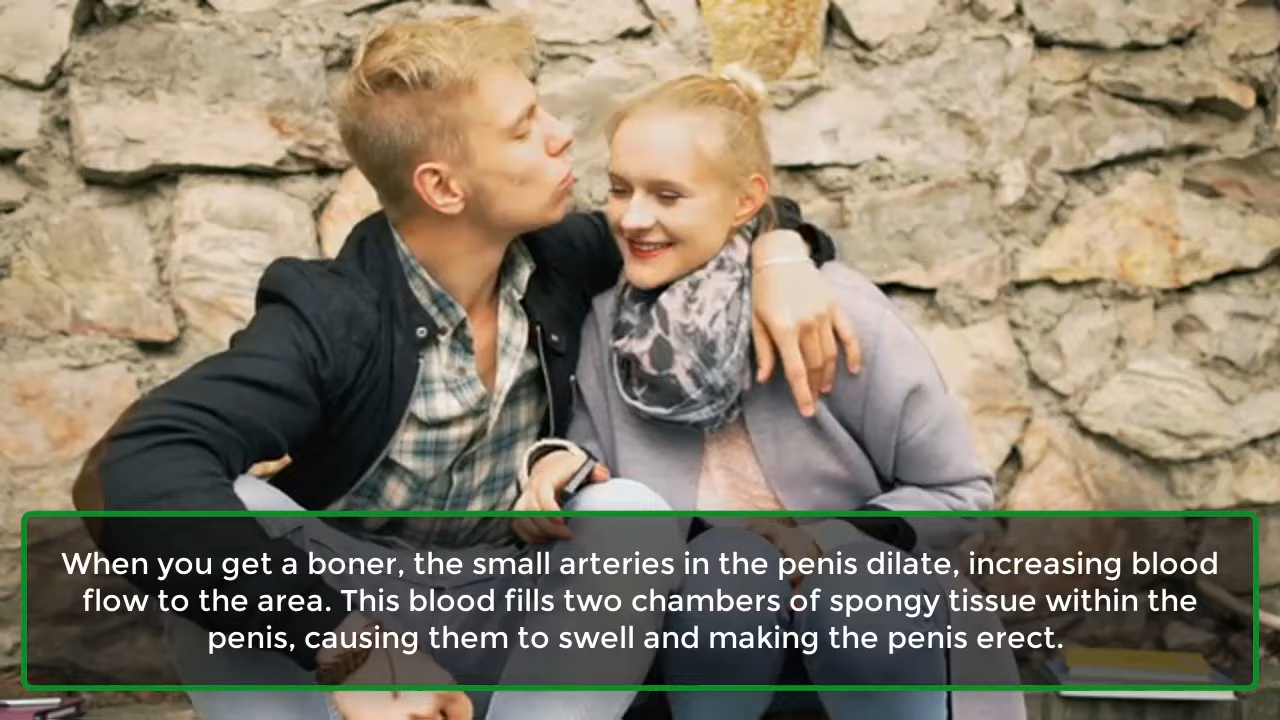 When you get a boner, the small arteries in the penis dilate, increasing blood
flow to the area. This blood fills two chambers of spongy tissue within the
penis, causing them to swell and making the penis erect.